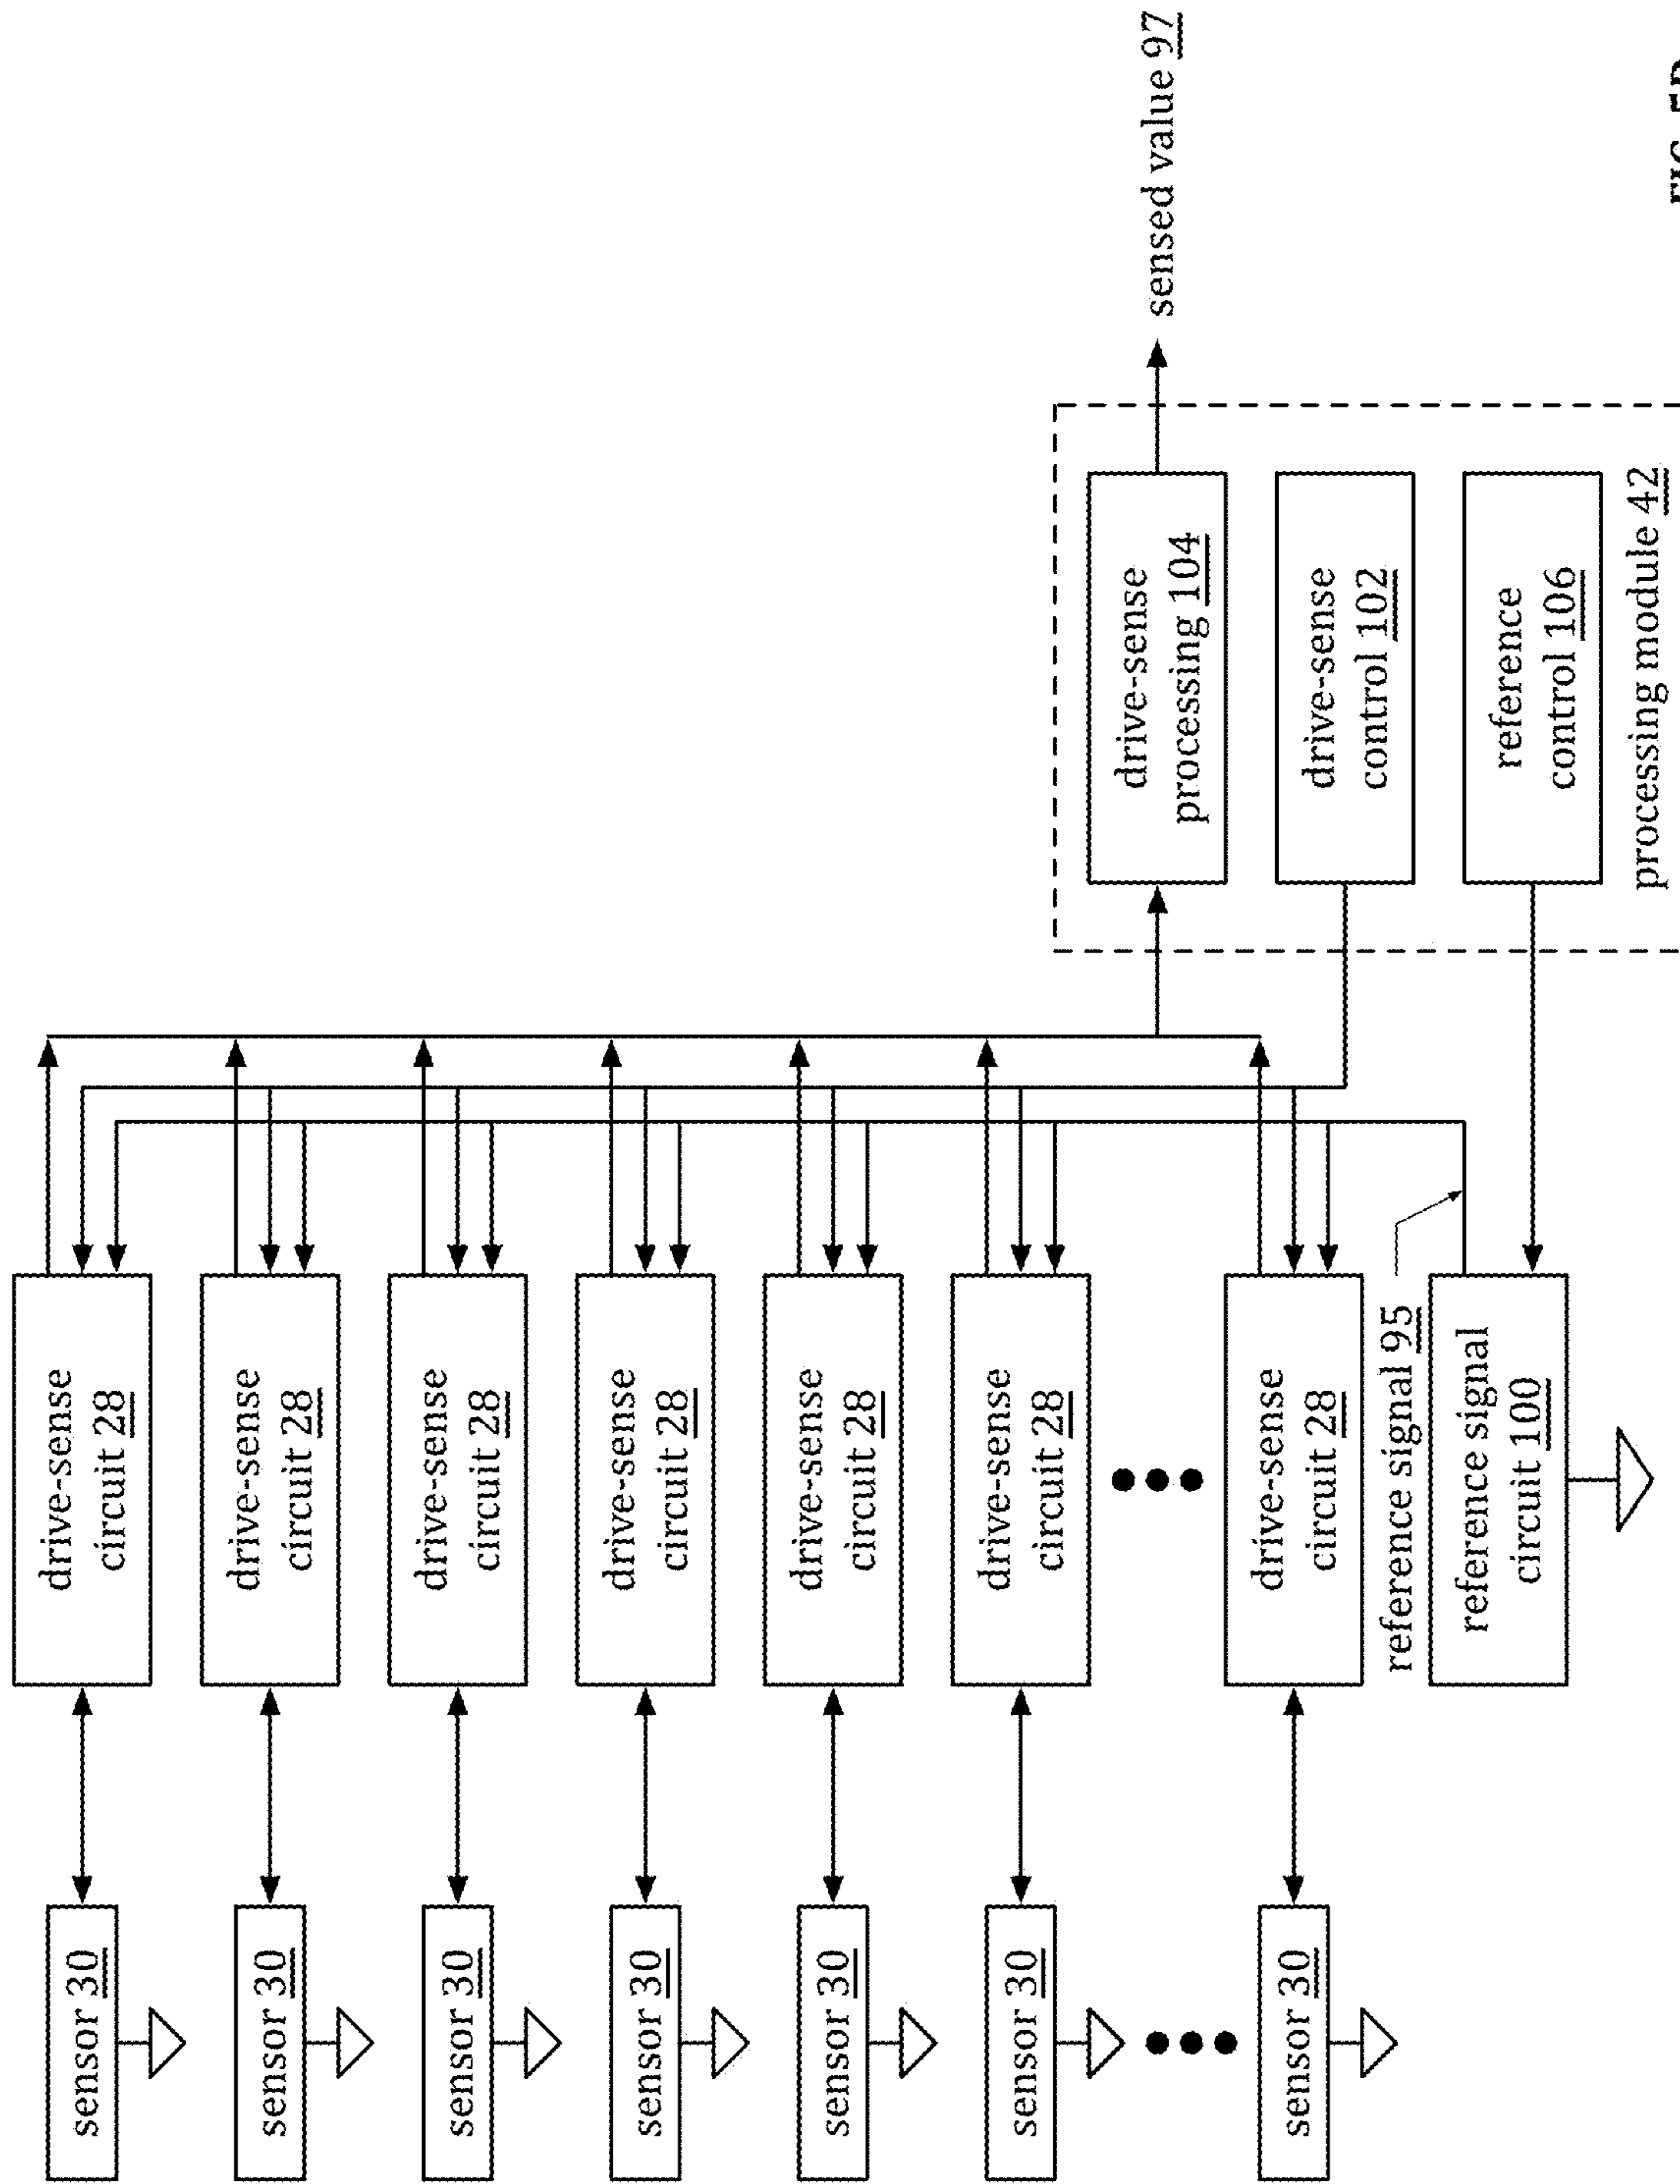 sensor 30
drive-sense
circuit 28
sensor 30
drive-sense
circuit 28
sensor 30
drive-sense
circuit 28
sensor 30
drive-sense
circuit 28
sensor 30
drive-sense
circuit 28
sensor 30
drive-sense
circuit 28
sensor 30
drive-sense
circuit 28
reference signal 95
reference signal
circuit 100
drive-sense
processing 104
drive-sense
control 102
reference
control 106
processing module 42
sensed value 97